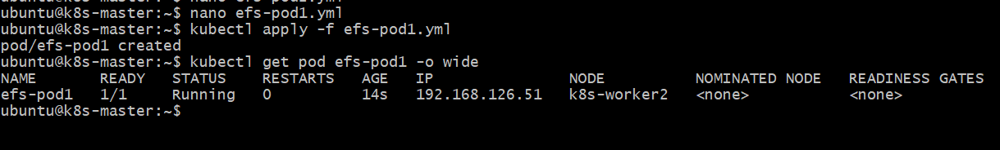 ubuntu@k8s-master:~$ nano efs-pod1.yml
ubuntu@k8s-master:~$ nano efs-pod1.yml
ubuntu@k8s-master:~$ kubectl apply -f efs-pod1.yml
pod/efs-pod1 created
ubuntu@k8s-master:~$ kubectl get pod efs-pod1 -o wide
NAME READY STATUS RESTARTS AGE IP NODE NOMINATED NODE READINESS GATES
efs-pod1 1/1 Running 0 14s 192.168.126.51 k8s-worker2 <none> <none>
ubuntu@k8s-master:~$